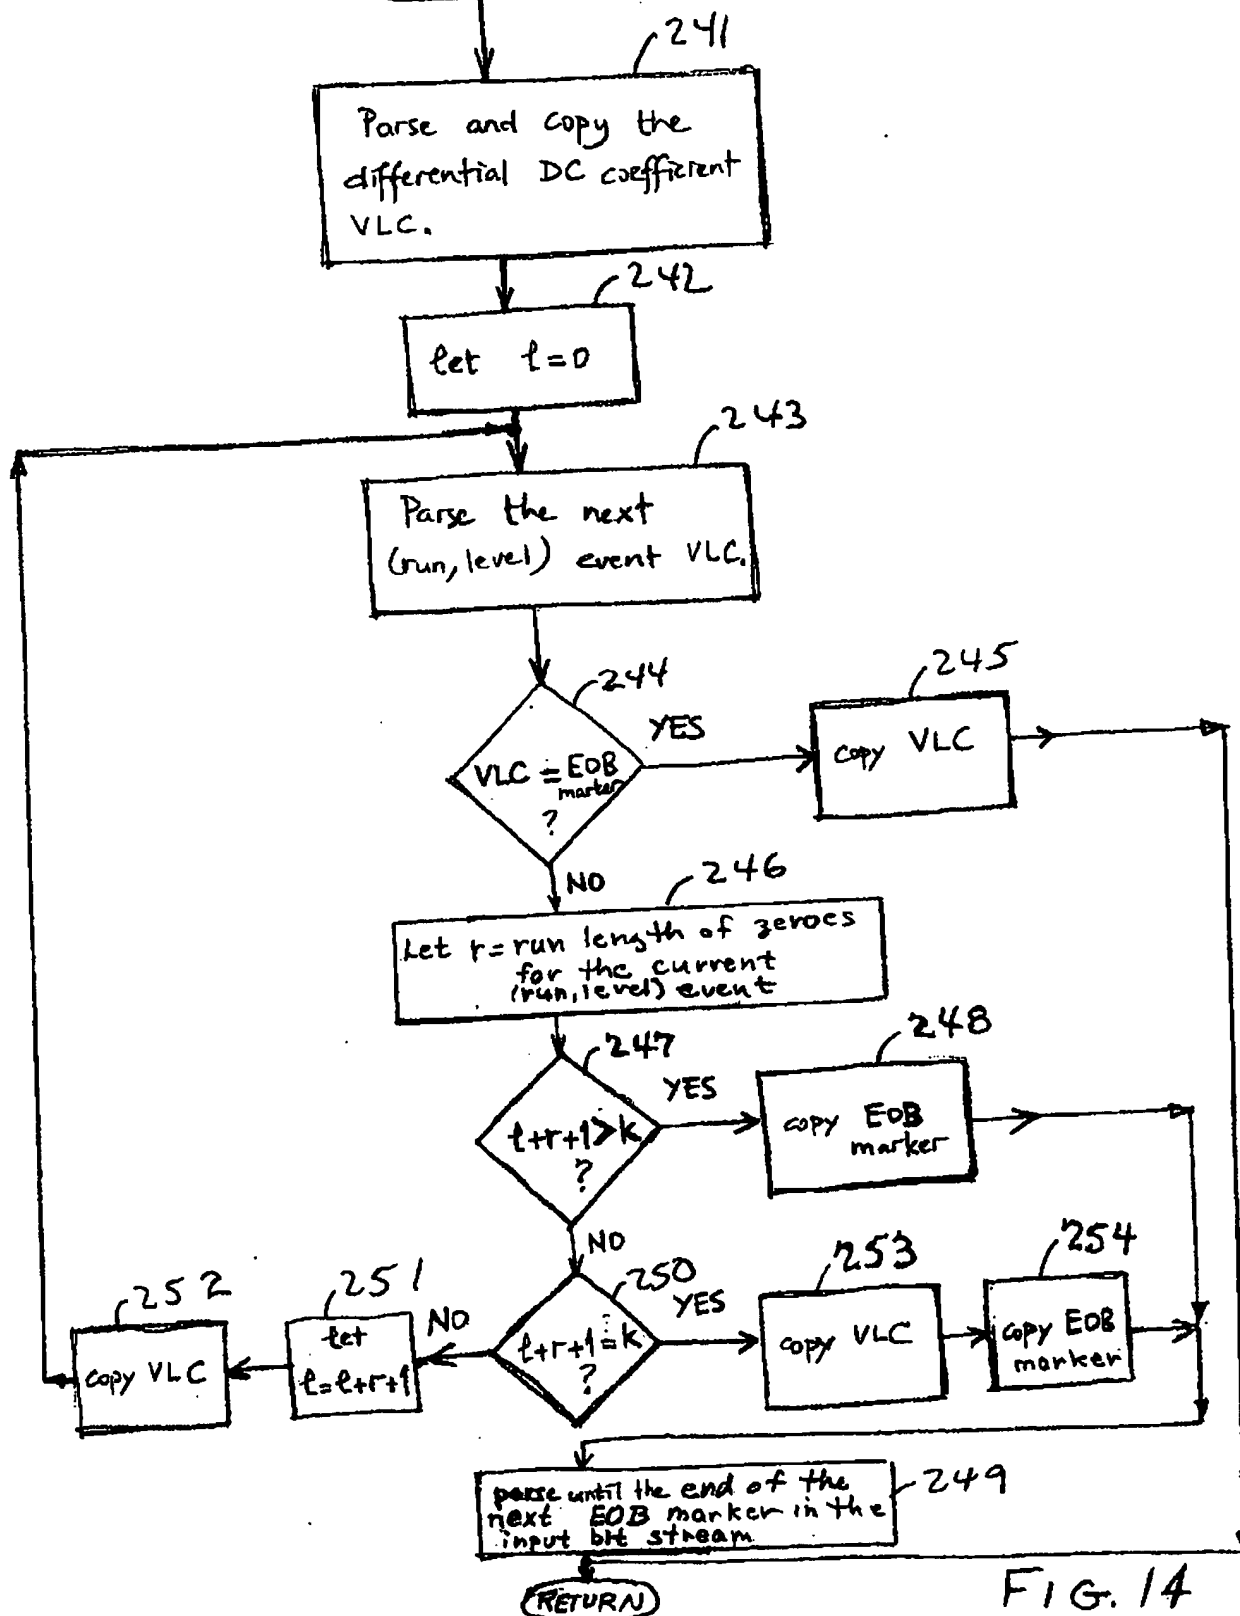 241
Parse and copy the
differential DC coefficient
VLC.
242
let l=0
243
Parse the next
(run, level) event VLC.
244
VLC = EOB
marker
?
YES
245
copy VLC
NO
246
Let r = run length of zeroes
for the current
(run, level) event
247
l+r+1>k
?
YES
248
copy EOB
marker
NO
250
l+r+1=k
?
YES
253
copy VLC
254
copy EOB
marker
NO
251
let
l=l+r+1
252
copy VLC
249
parse until the end of the
next EOB marker in the
input bit stream
RETURN
FIG. 14